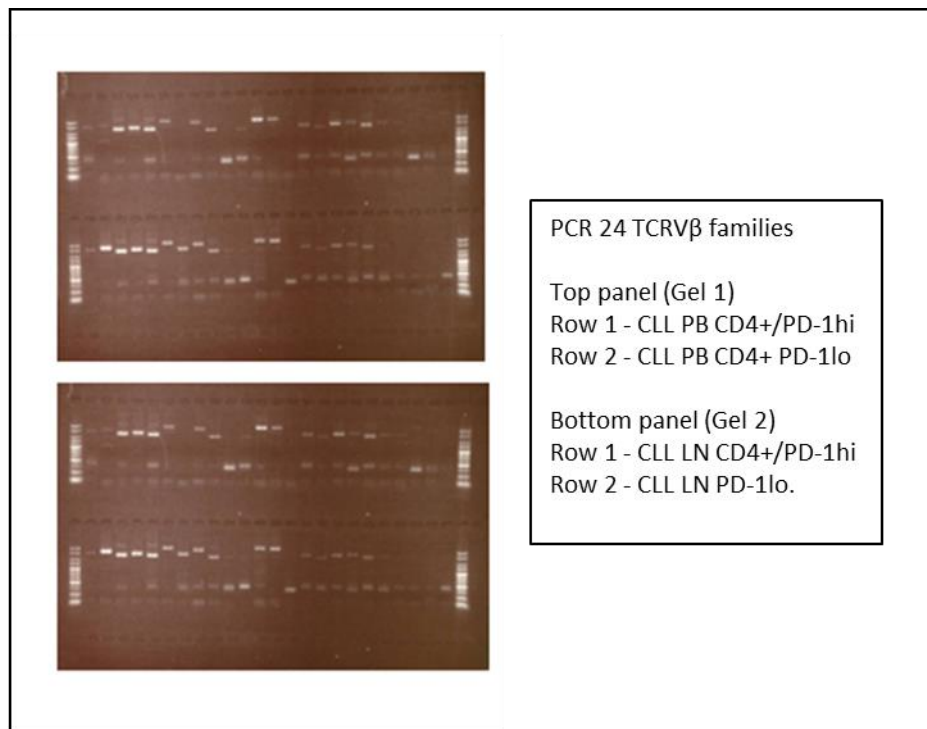 PCR 24 TCRVβ families
Top panel (Gel 1)
Row 1 - CLL PB CD4+/PD-1hi
Row 2 - CLL PB CD4+ PD-1lo
Bottom panel (Gel 2)
Row 1 - CLL LN CD4+/PD-1hi
Row 2 - CLL LN PD-1lo.